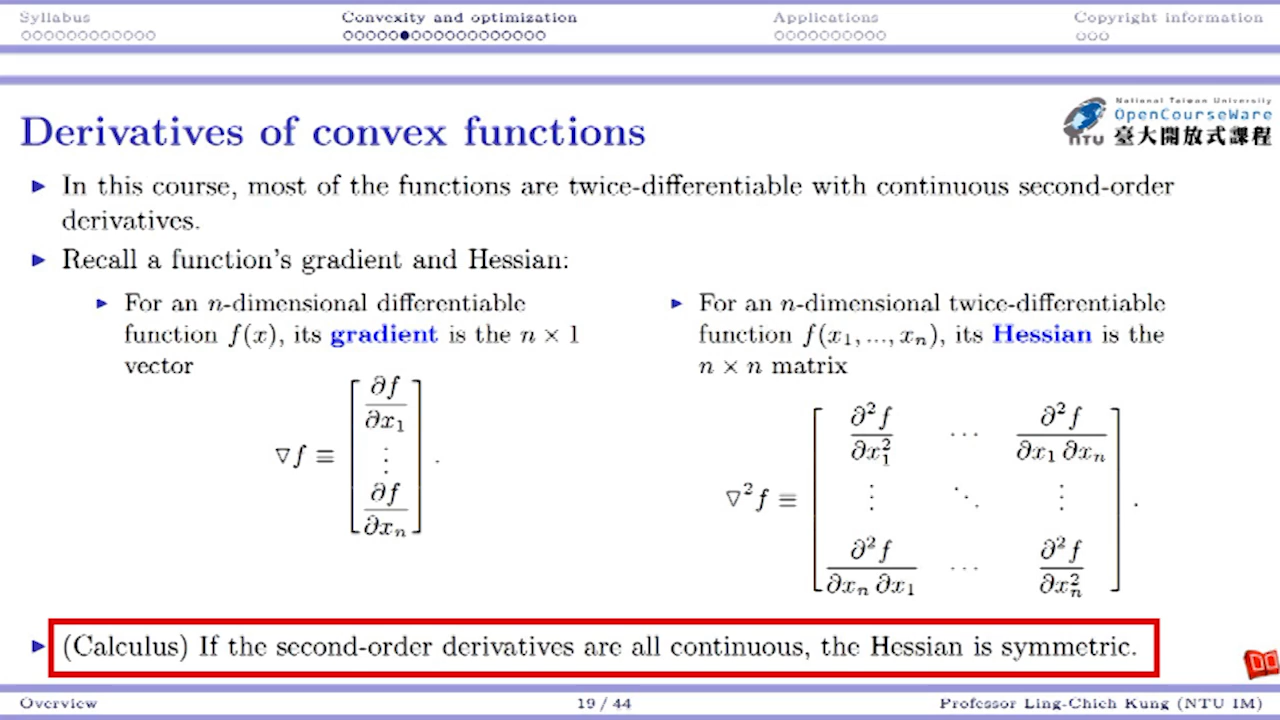 Syllabus Convexity and optimization Applications Copyright information
National Taiwan University
OpenCourseWare
NTU 臺大開放式課程
Derivatives of convex functions
▶ In this course, most of the functions are twice-differentiable with continuous second-order
derivatives.
▶ Recall a function's gradient and Hessian:
▶ For an n-dimensional differentiable
function f(x), its gradient is the n × 1
vector
∇f ≡ [ ∂f/∂x₁ ⋮ ∂f/∂xₙ ] .
▶ For an n-dimensional twice-differentiable
function f(x₁, ..., xₙ), its Hessian is the
n × n matrix
∇²f ≡ [ ∂²f/∂x₁² ⋯ ∂²f/∂x₁ ∂xₙ ⋮ ⋱ ⋮ ∂²f/∂xₙ ∂x₁ ⋯ ∂²f/∂xₙ² ] .
▶ (Calculus) If the second-order derivatives are all continuous, the Hessian is symmetric.
Overview 19 / 44 Professor Ling-Chieh Kung (NTU IM)